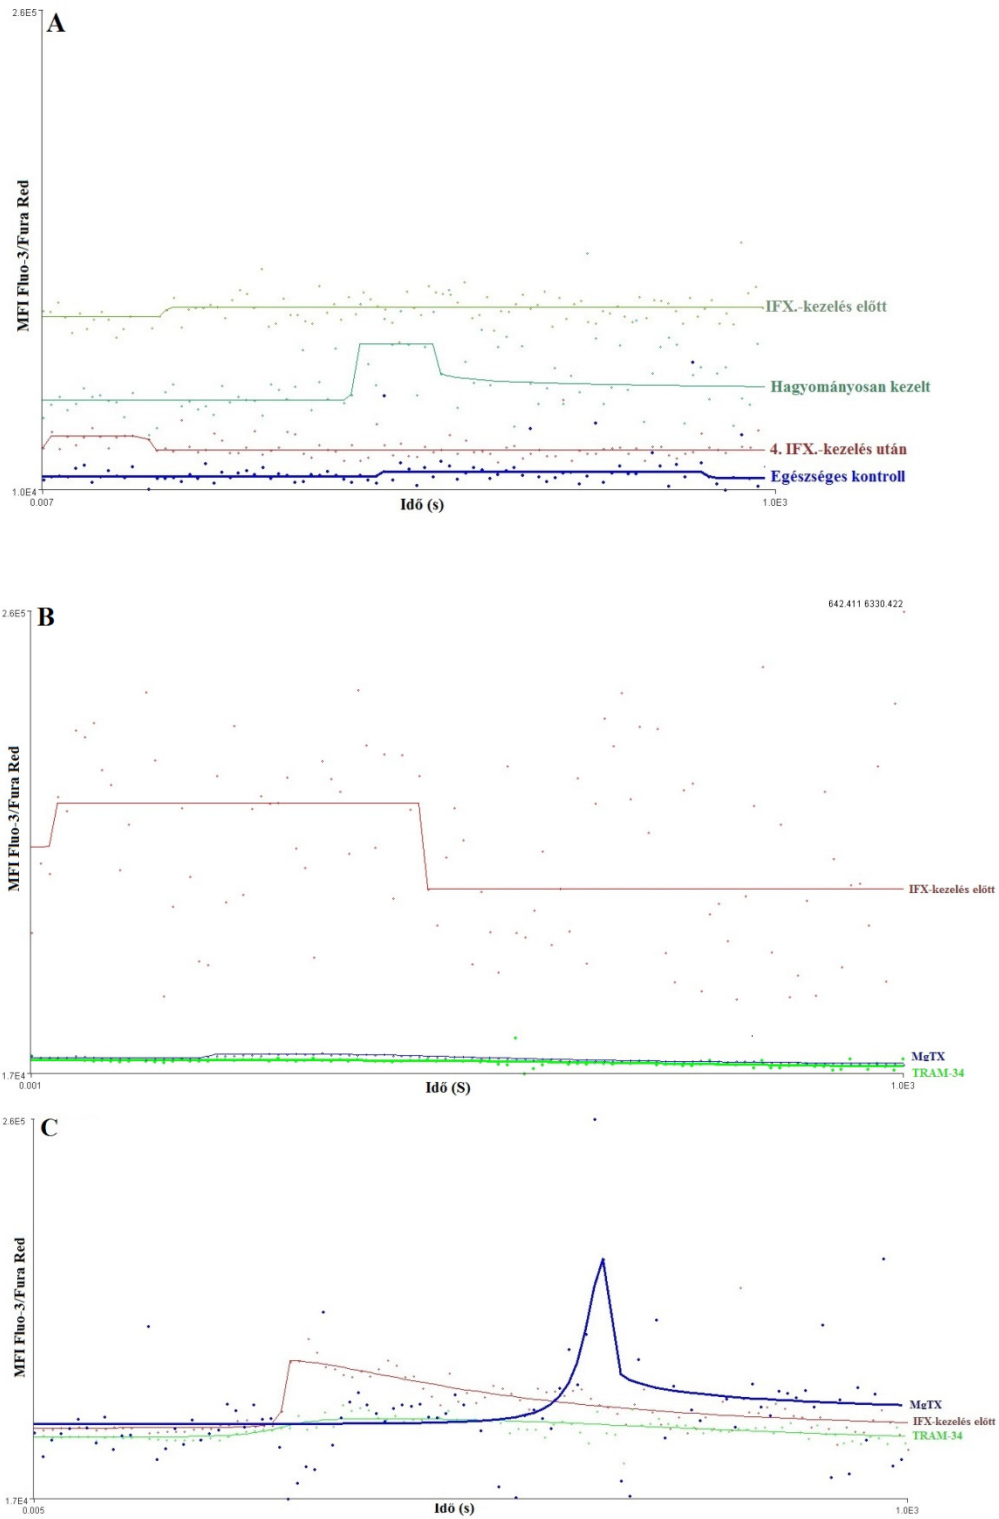 2.6E5
A
MFI Fluo-3/Fura Red
IFX.-kezelés előtt
Hagyományosan kezelt
4. IFX.-kezelés után
Egészséges kontroll
1.0E4
0.007
Idő (s)
1.0E3
2.6E5
B
642.411 6330.422
MFI Fluo-3/Fura Red
IFX-kezelés előtt
MgTX
TRAM-34
1.7E4
0.001
Idő (S)
1.0E3
2.6E5
C
MFI Fluo-3/Fura Red
MgTX
IFX-kezelés előtt
TRAM-34
1.7E4
0.005
Idő (s)
1.0E3